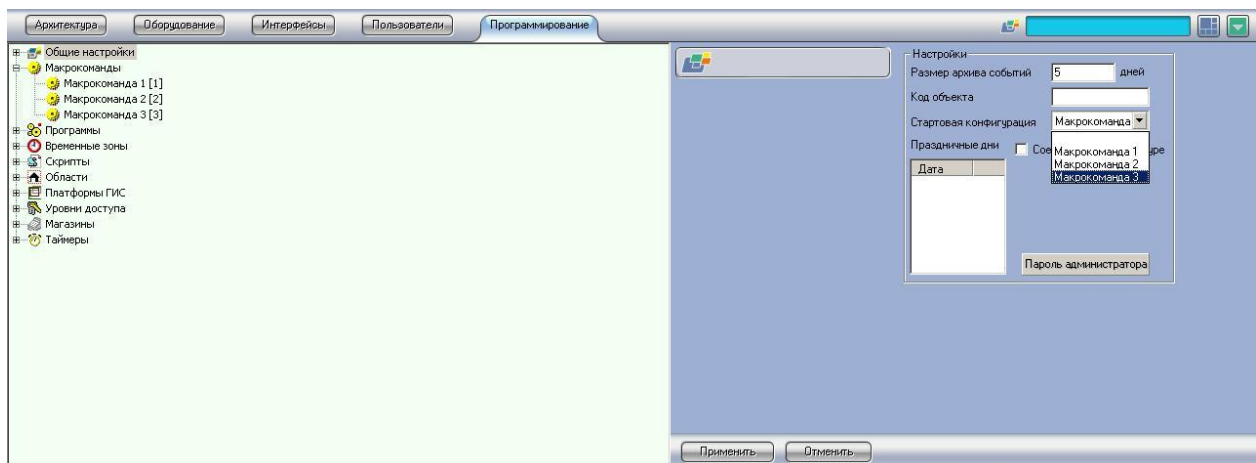 Архитектура Оборудование Интерфейсы Пользователи Программирование
Общие настройки
Макрокоманды
Макрокоманда 1 [1]
Макрокоманда 2 [2]
Макрокоманда 3 [3]
Программы
Временные зоны
Скрипты
Области
Платформы ГИС
Уровни доступа
Магазины
Таймеры
Настройки
Размер архива событий 5 дней
Код объекта
Стартовая конфигурация Макрокоманда
Праздничные дни Сое
Макрокоманда 1
Макрокоманда 2
Макрокоманда 3
Дата
Пароль администратора
Применить Отменить